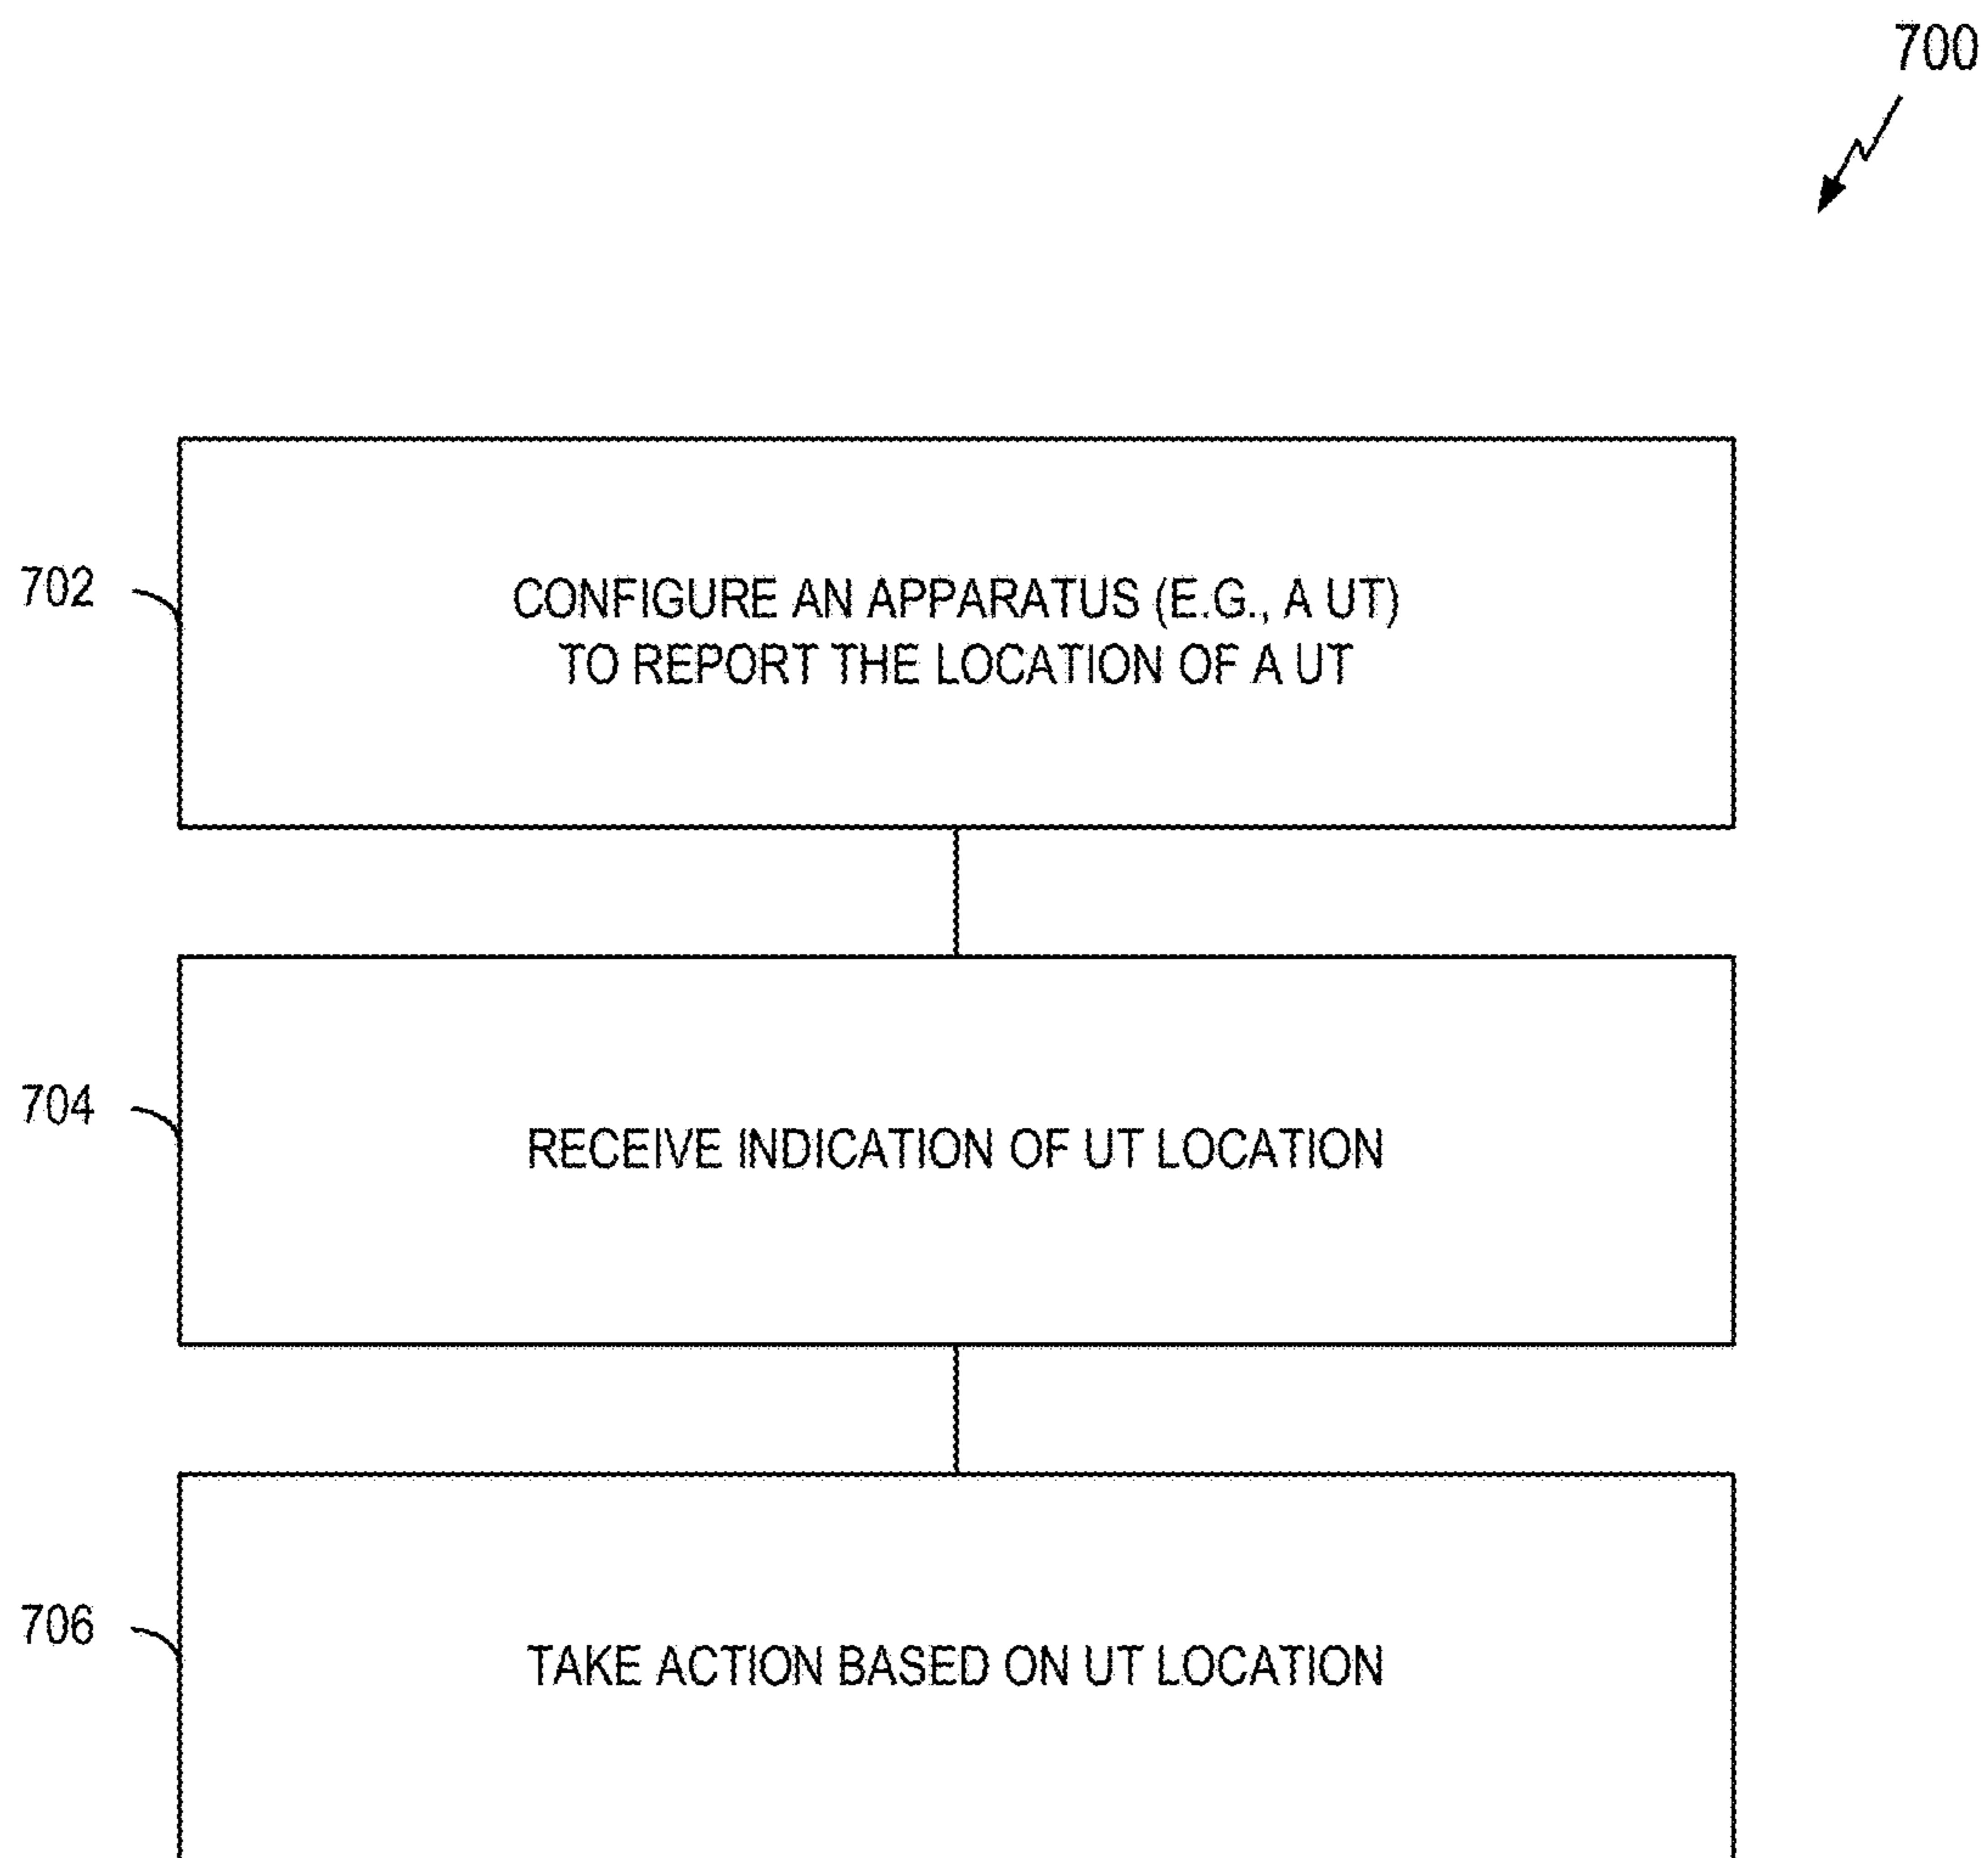 700
702
CONFIGURE AN APPARATUS (E.G., A UT)
TO REPORT THE LOCATION OF A UT
704
RECEIVE INDICATION OF UT LOCATION
706
TAKE ACTION BASED ON UT LOCATION